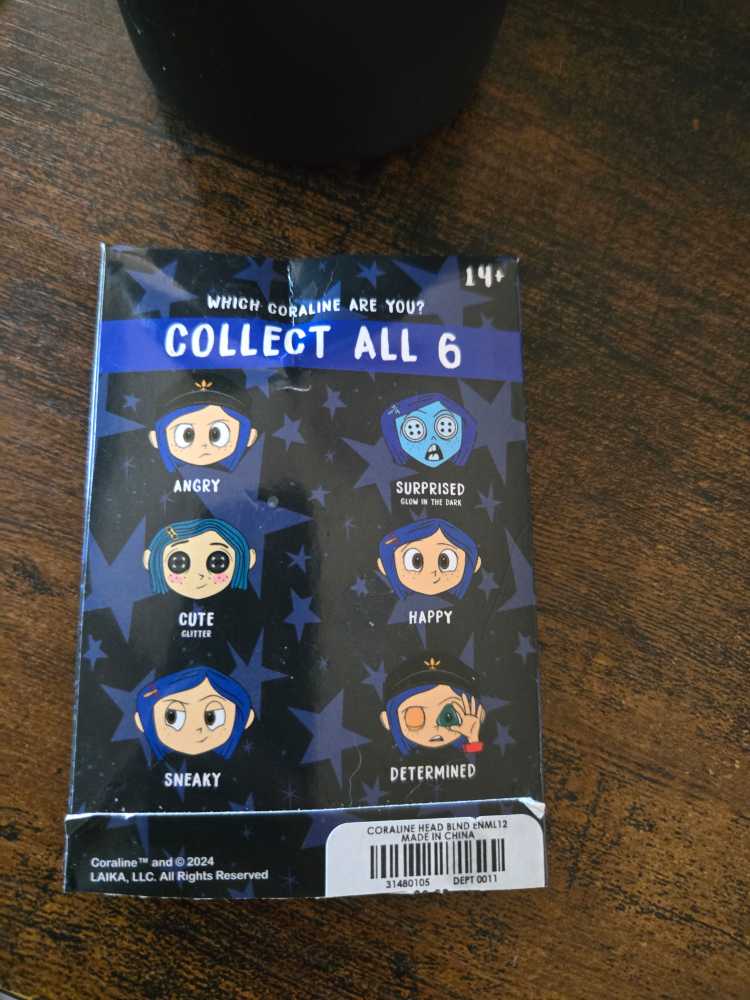 14+
WHICH CORALINE ARE YOU?
COLLECT ALL 6
ANGRY
SURPRISED
GLOW IN THE DARK
CUTE
GLITTER
HAPPY
SNEAKY
DETERMINED
CORALINE HEAD BLND ENML12
MADE IN CHINA
31480105 DEPT 0011
Coraline™ and © 2024
LAIKA, LLC. All Rights Reserved